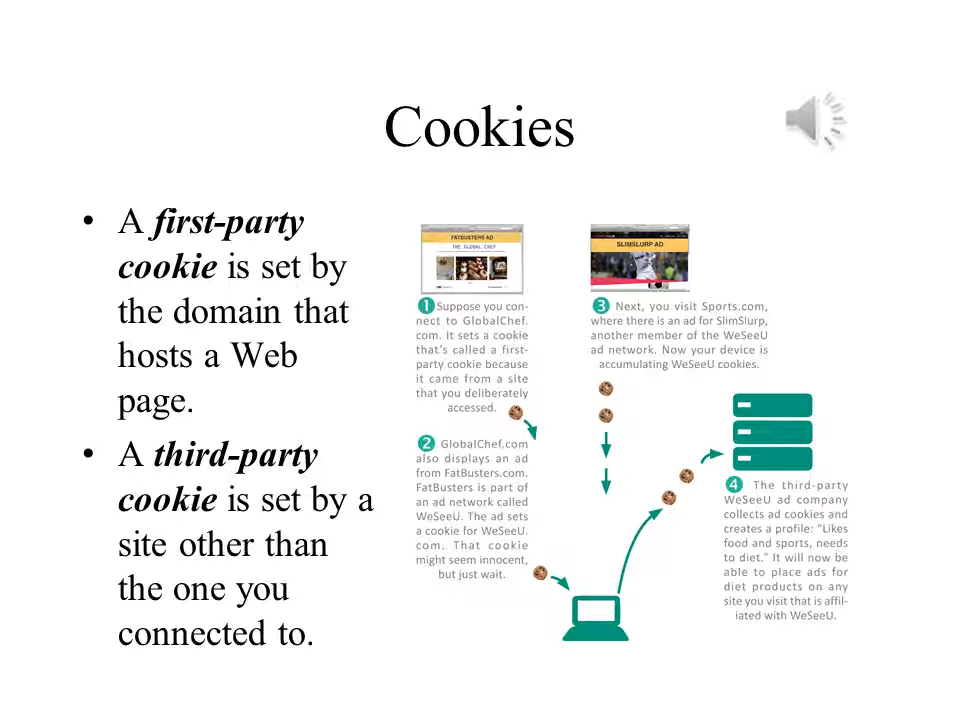 Cookies
• A first-party
cookie is set by
the domain that
hosts a Web
page.
• A third-party
cookie is set by a
site other than
the one you
connected to.
FATBUSTERS AD
THE GLOBAL CHEF
1 Suppose you con-
nect to GlobalChef.
com. It sets a cookie
that's called a first-
party cookie because
it came from a site
that you deliberately
accessed.
2 GlobalChef.com
also displays an ad
from FatBusters.com.
FatBusters is part of
an ad network called
WeSeeU. The ad sets
a cookie for WeSeeU.
com. That cookie
might seem innocent,
but just wait.
SLIMSLURP AD
3 Next, you visit Sports.com,
where there is an ad for SlimSlurp,
another member of the WeSeeU
ad network. Now your device is
accumulating WeSeeU cookies.
4 The third-party
WeSeeU ad company
collects ad cookies and
creates a profile: "Likes
food and sports, needs
to diet." It will now be
able to place ads for
diet products on any
site you visit that is affil-
iated with WeSeeU.